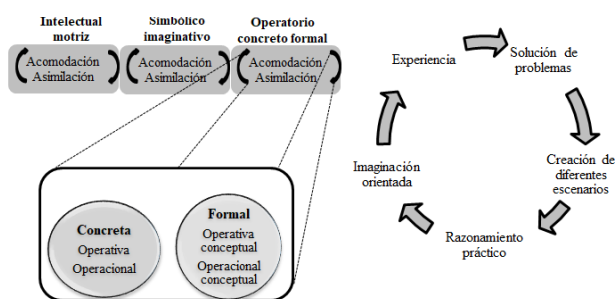 Intelectual
motriz
Simbólico
imaginativo
Operatorio
concreto formal
Acomodación
Asimilación
Acomodación
Asimilación
Acomodación
Asimilación
Concreta
Operativa
Operacional
Formal
Operativa
conceptual
Operacional
conceptual
Experiencia
Solución de
problemas
Creación de
diferentes
escenarios
Razonamiento
práctico
Imaginación
orientada